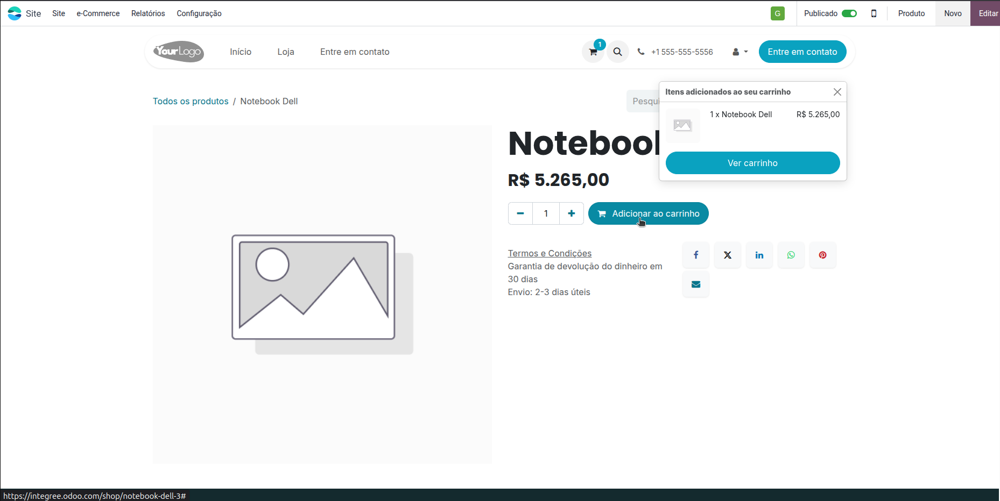 Site Site e-Commerce Relatórios Configuração G Publicado Produto Novo Editar
YourLogo Início Loja Entre em contato 1 +1 555-555-5556 Entre em contato
Itens adicionados ao seu carrinho
1 x Notebook Dell R$ 5.265,00
Ver carrinho
Todos os produtos / Notebook Dell Pesqui
Notebook
R$ 5.265,00
1 Adicionar ao carrinho
Termos e Condições
Garantia de devolução do dinheiro em
30 dias
Envio: 2-3 dias úteis
https://integree.odoo.com/shop/notebook-dell-3#